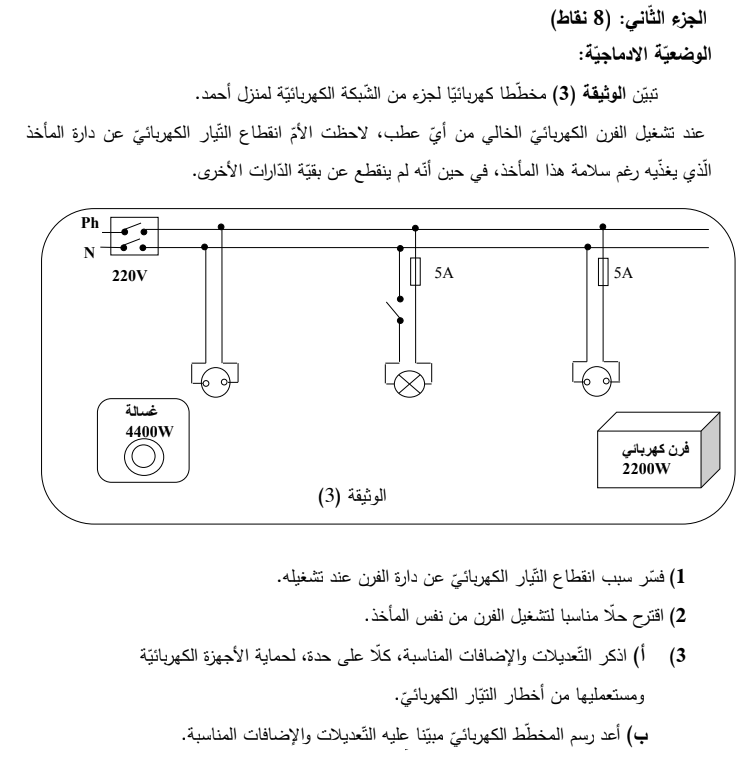 الجزء الثّاني: (8 نقاط)
الوضعيّة الادماجيّة:
تبيّن الوثيقة (3) مخطّطا كهربائيّا لجزء من الشّبكة الكهربائيّة لمنزل أحمد.
عند تشغيل الفرن الكهربائيّ الخالي من أيّ عطب، لاحظت الأمّ انقطاع التّيار الكهربائيّ عن دارة المأخذ
الّذي يغذّيه رغم سلامة هذا المأخذ، في حين أنّه لم ينقطع عن بقيّة الدّارات الأخرى.
Ph
N
220V
5A
5A
غسالة
4400W
فرن كهربائي
2200W
الوثيقة (3)
1) فسّر سبب انقطاع التّيار الكهربائيّ عن دارة الفرن عند تشغيله.
2) اقترح حلّا مناسبا لتشغيل الفرن من نفس المأخذ.
3) أ) اذكر التّعديلات والإضافات المناسبة، كلّا على حدة، لحماية الأجهزة الكهربائيّة
ومستعمليها من أخطار التيّار الكهربائيّ.
ب) أعد رسم المخطّط الكهربائيّ مبيّنا عليه التّعديلات والإضافات المناسبة.